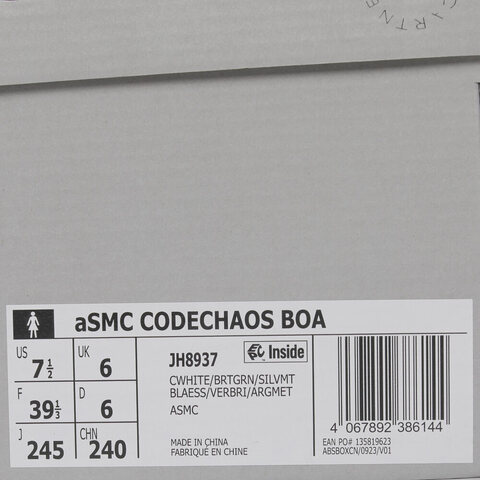 aSMC CODECHAOS BOA
US 7½ UK 6
F 39⅓ D 6
J 245 CHN 240
JH8937
Inside
CWHITE/BRTGRN/SILVMT
BLAESS/VERBRI/ARGMET
ASMC
MADE IN CHINA
FABRIQUÉ EN CHINE
4 067892 386144
EAN PO# 135819623
ABSBOXCN/0923/V01